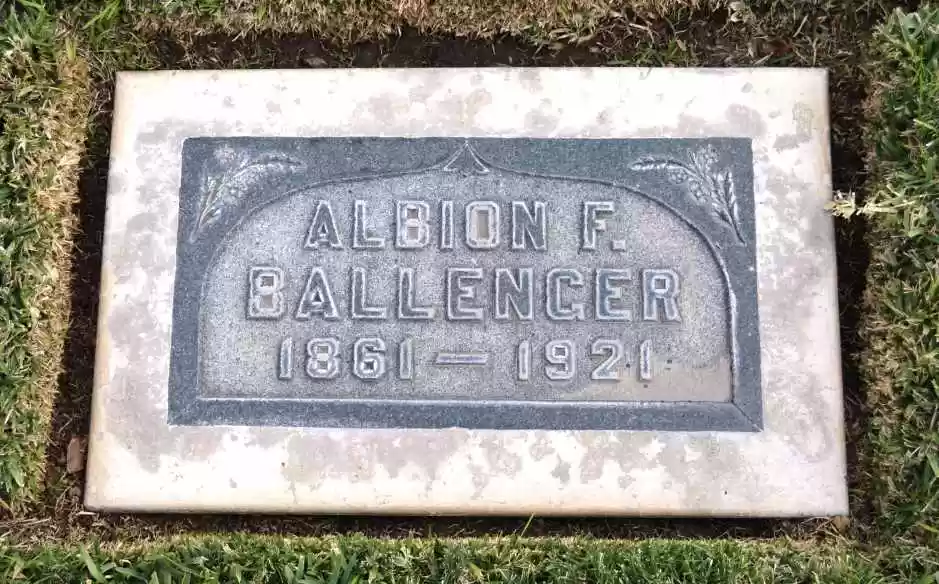 ALBION F.
BALLENGER
1861 — 1921